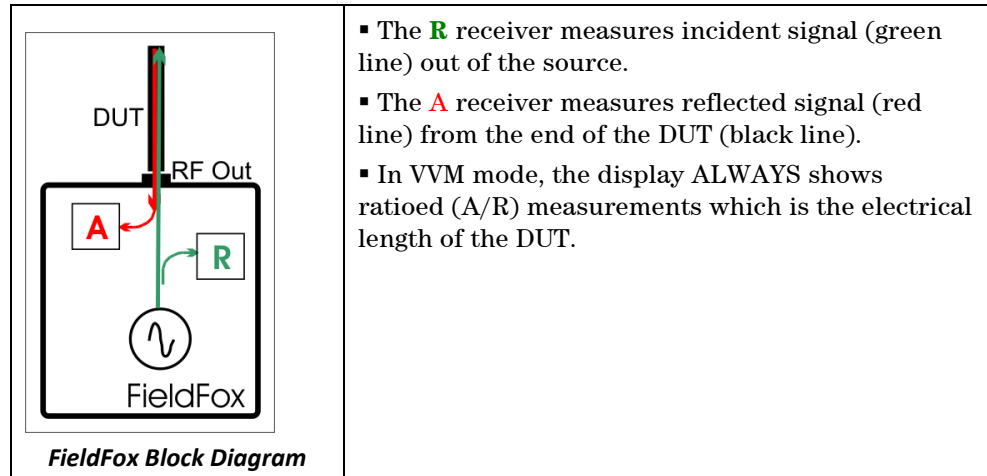 DUT
RF Out
A
R
FieldFox
FieldFox Block Diagram
▪ The R receiver measures incident signal (green
line) out of the source.
▪ The A receiver measures reflected signal (red
line) from the end of the DUT (black line).
▪ In VVM mode, the display ALWAYS shows
ratioed (A/R) measurements which is the electrical
length of the DUT.